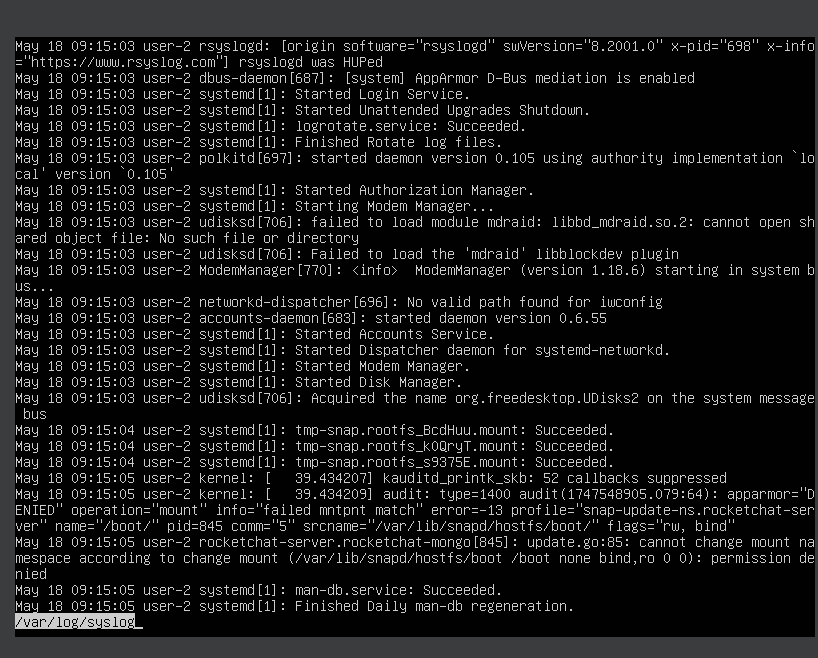 May 18 09:15:03 user-2 rsyslogd: [origin software="rsyslogd" swVersion="8.2001.0" x-pid="698" x-info
="https://www.rsyslog.com"] rsyslogd was HUPed
May 18 09:15:03 user-2 dbus-daemon[687]: [system] AppArmor D-Bus mediation is enabled
May 18 09:15:03 user-2 systemd[1]: Started Login Service.
May 18 09:15:03 user-2 systemd[1]: Started Unattended Upgrades Shutdown.
May 18 09:15:03 user-2 systemd[1]: logrotate.service: Succeeded.
May 18 09:15:03 user-2 systemd[1]: Finished Rotate log files.
May 18 09:15:03 user-2 polkitd[697]: started daemon version 0.105 using authority implementation `lo
cal' version `0.105'
May 18 09:15:03 user-2 systemd[1]: Started Authorization Manager.
May 18 09:15:03 user-2 systemd[1]: Starting Modem Manager...
May 18 09:15:03 user-2 udisksd[706]: failed to load module mdraid: libbd_mdraid.so.2: cannot open sh
ared object file: No such file or directory
May 18 09:15:03 user-2 udisksd[706]: Failed to load the 'mdraid' libblockdev plugin
May 18 09:15:03 user-2 ModemManager[770]: <info>  ModemManager (version 1.18.6) starting in system b
us...
May 18 09:15:03 user-2 networkd-dispatcher[696]: No valid path found for iwconfig
May 18 09:15:03 user-2 accounts-daemon[683]: started daemon version 0.6.55
May 18 09:15:03 user-2 systemd[1]: Started Accounts Service.
May 18 09:15:03 user-2 systemd[1]: Started Dispatcher daemon for systemd-networkd.
May 18 09:15:03 user-2 systemd[1]: Started Modem Manager.
May 18 09:15:03 user-2 systemd[1]: Started Disk Manager.
May 18 09:15:03 user-2 udisksd[706]: Acquired the name org.freedesktop.UDisks2 on the system message
 bus
May 18 09:15:04 user-2 systemd[1]: tmp-snap.rootfs_BcdHuu.mount: Succeeded.
May 18 09:15:04 user-2 systemd[1]: tmp-snap.rootfs_k0QryT.mount: Succeeded.
May 18 09:15:04 user-2 systemd[1]: tmp-snap.rootfs_s9375E.mount: Succeeded.
May 18 09:15:05 user-2 kernel: [   39.434207] kauditd_printk_skb: 52 callbacks suppressed
May 18 09:15:05 user-2 kernel: [   39.434209] audit: type=1400 audit(1747548905.079:64): apparmor="D
ENIED" operation="mount" info="failed mntpnt match" error=-13 profile="snap-update-ns.rocketchat-ser
ver" name="/boot/" pid=845 comm="5" srcname="/var/lib/snapd/hostfs/boot/" flags="rw, bind"
May 18 09:15:05 user-2 rocketchat-server.rocketchat-mongo[845]: update.go:85: cannot change mount na
mespace according to change mount (/var/lib/snapd/hostfs/boot /boot none bind,ro 0 0): permission de
nied
May 18 09:15:05 user-2 systemd[1]: man-db.service: Succeeded.
May 18 09:15:05 user-2 systemd[1]: Finished Daily man-db regeneration.
/var/log/syslog